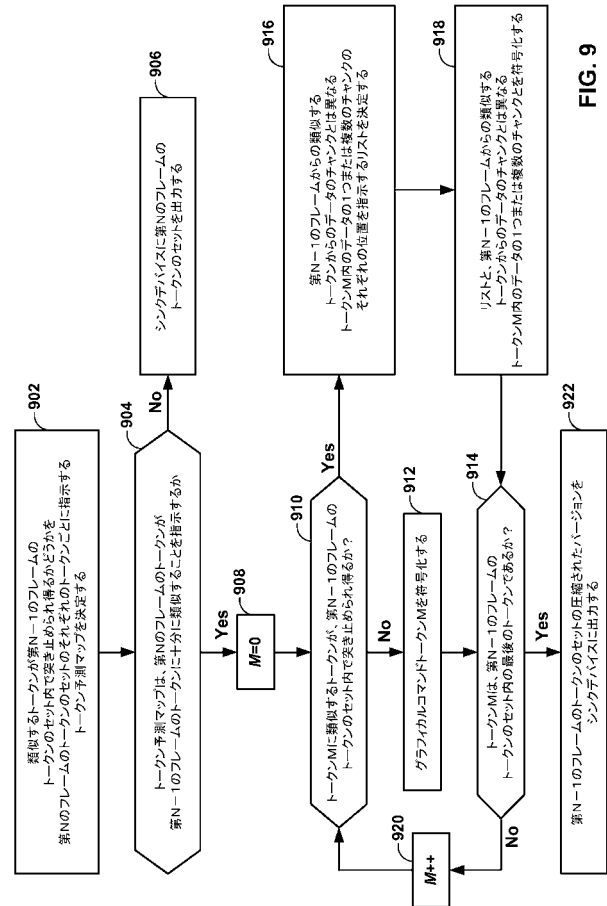 902
類似するトークンが第N－1のフレームの
トークンのセット内で突き止められ得るかどうかを
第Nのフレームのトークンのセットのそれぞれのトークンごとに指示する
トークン予測マップを決定する
904
トークン予測マップは、第Nのフレームのトークンが
第N－1のフレームのトークンに十分に類似することを指示するか
No
906
シンクデバイスに第Nのフレームの
トークンのセットを出力する
Yes
908
M=0
910
トークンMに類似するトークンが、第N－1のフレームの
トークンのセット内で突き止められ得るか？
Yes
No
912
グラフィカルコマンドトークンMを符号化する
914
トークンMは、第N－1のフレームの
トークンのセット内の最後のトークンであるか？
No
Yes
920
M++
916
第N－1のフレームからの類似する
トークンからのデータのチャンクとは異なる
トークンM内のデータの1つまたは複数のチャンクの
それぞれの位置を指示するリストを決定する
918
リストと、第N－1のフレームからの類似する
トークンからのデータのチャンクとは異なる
トークンM内のデータの1つまたは複数のチャンクとを符号化する
922
第N－1のフレームのトークンのセットの圧縮されたバージョンを
シンクデバイスに出力する
FIG. 9